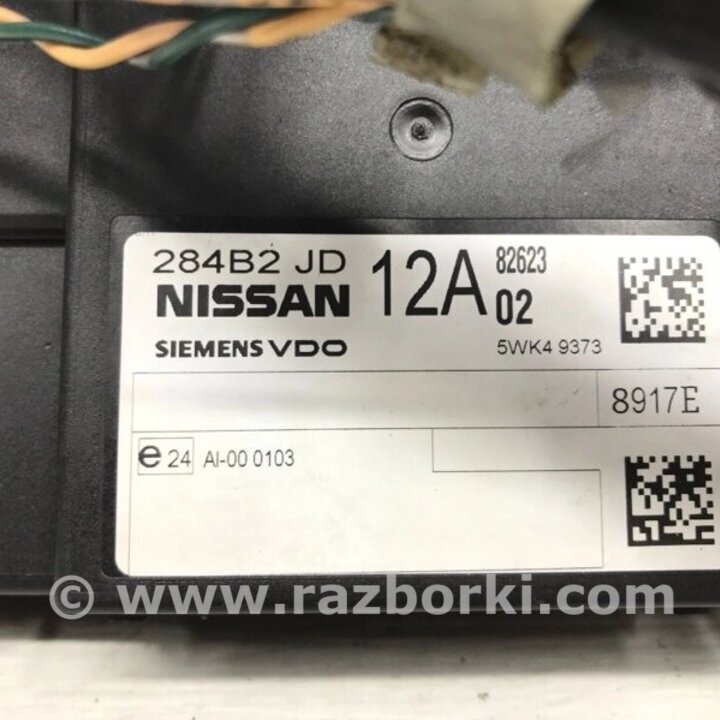 284B2 JD 12A 82623
NISSAN 02
SIEMENS VDO 5WK4 9373
8917E
e 24 AI-00 0103
© www.razborki.com